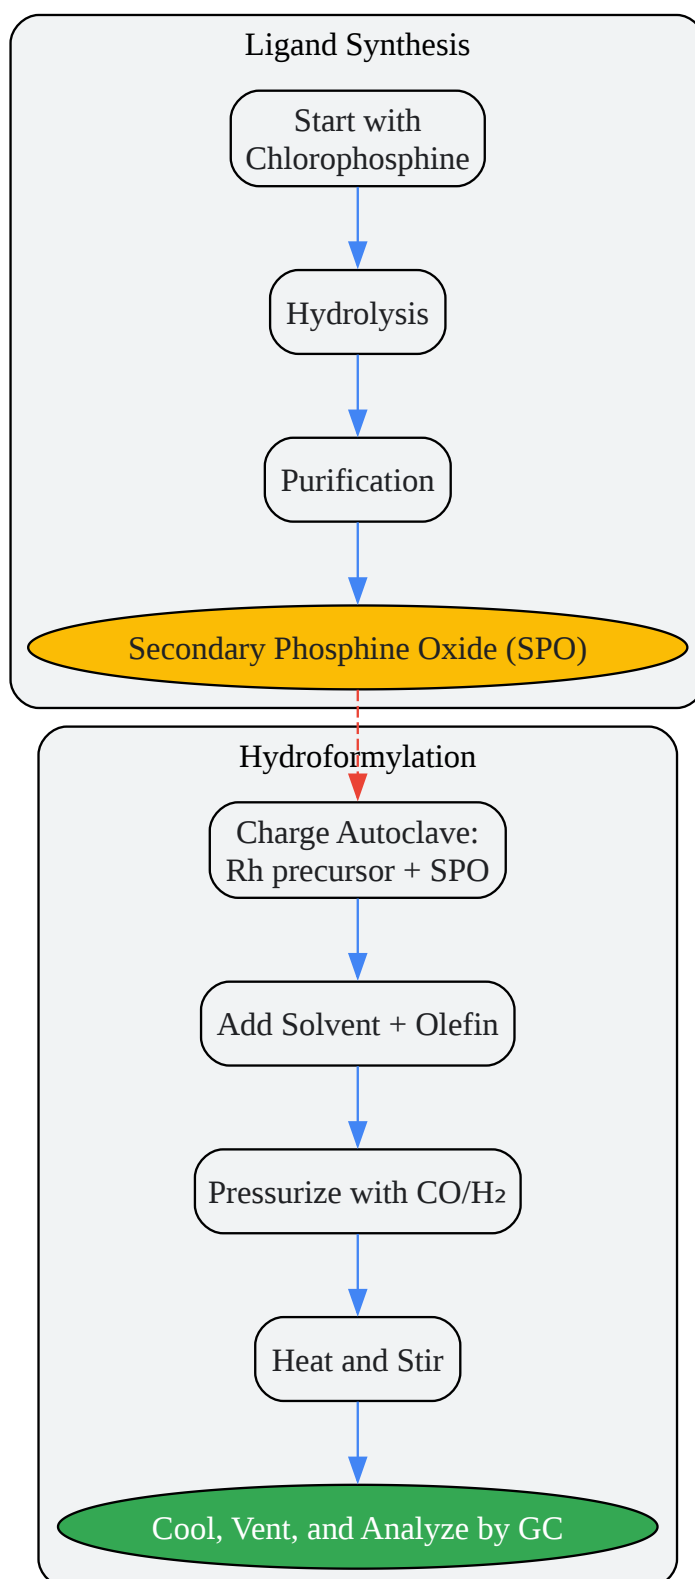 Ligand Synthesis
Start with
Chlorophosphine
Hydrolysis
Purification
Secondary Phosphine Oxide (SPO)
Hydroformylation
Charge Autoclave:
Rh precursor + SPO
Add Solvent + Olefin
Pressurize with CO/H₂
Heat and Stir
Cool, Vent, and Analyze by GC